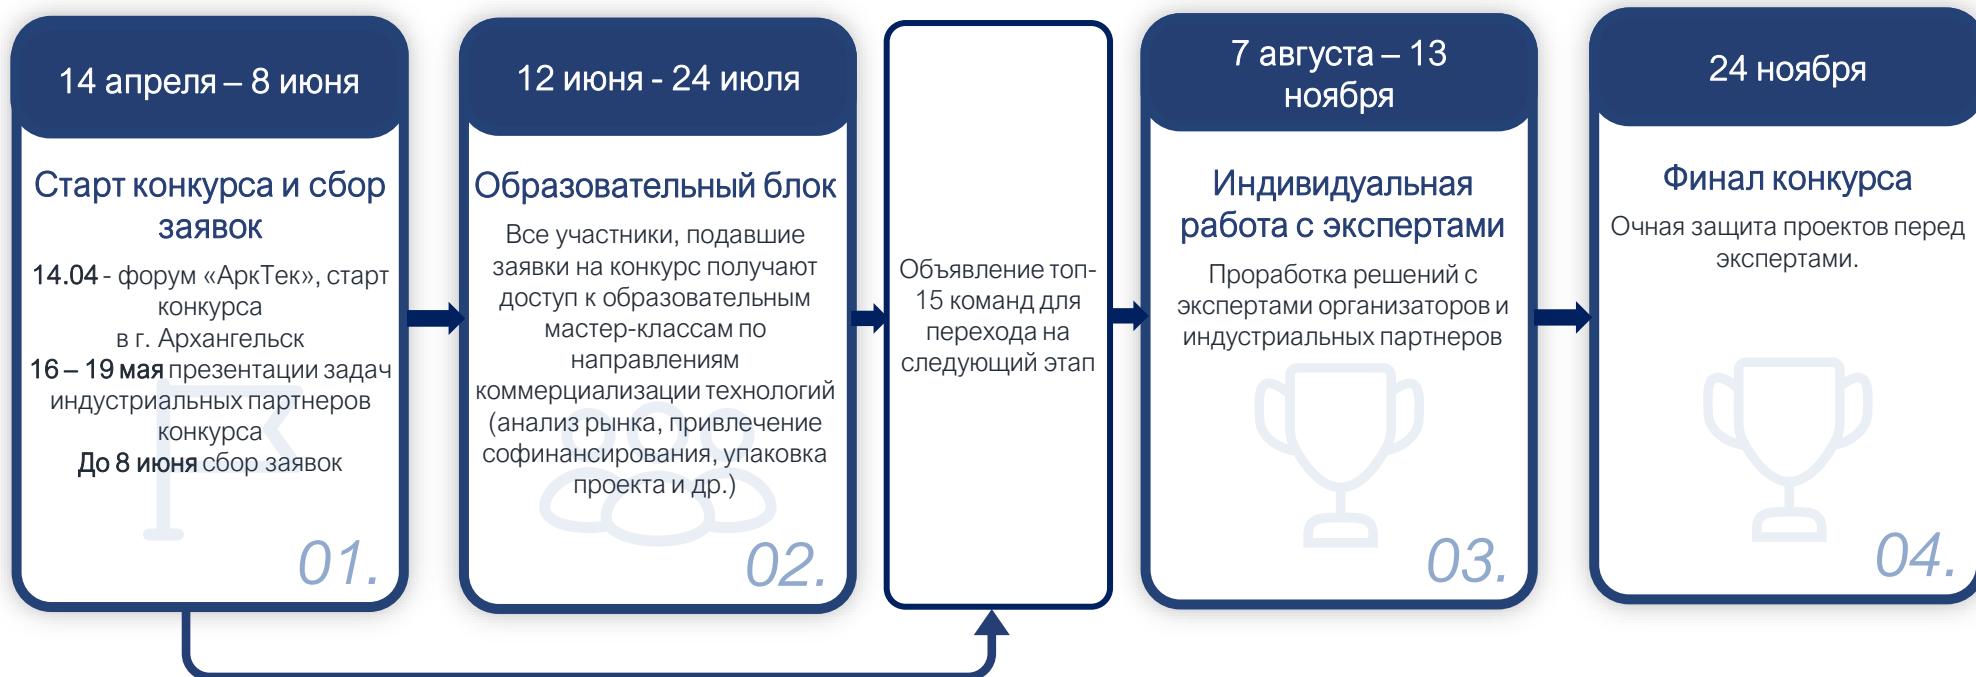 14 апреля – 8 июня
Старт конкурса и сбор
заявок
14.04 - форум «АркТек», старт
конкурса
в г. Архангельск
16 – 19 мая презентации задач
индустриальных партнеров
конкурса
До 8 июня сбор заявок
01.
12 июня - 24 июля
Образовательный блок
Все участники, подавшие
заявки на конкурс получают
доступ к образовательным
мастер-классам по
направлениям
коммерциализации технологий
(анализ рынка, привлечение
софинансирования, упаковка
проекта и др.)
02.
Объявление топ-
15 команд для
перехода на
следующий этап
7 августа – 13
ноября
Индивидуальная
работа с экспертами
Проработка решений с
экспертами организаторов и
индустриальных партнеров
03.
24 ноября
Финал конкурса
Очная защита проектов перед
экспертами.
04.